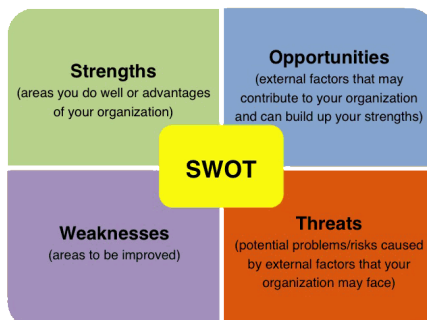 Strengths
(areas you do well or advantages
of your organization)
Opportunities
(external factors that may
contribute to your organization
and can build up your strengths)
SWOT
Weaknesses
(areas to be improved)
Threats
(potential problems/risks caused
by external factors that your
organization may face)